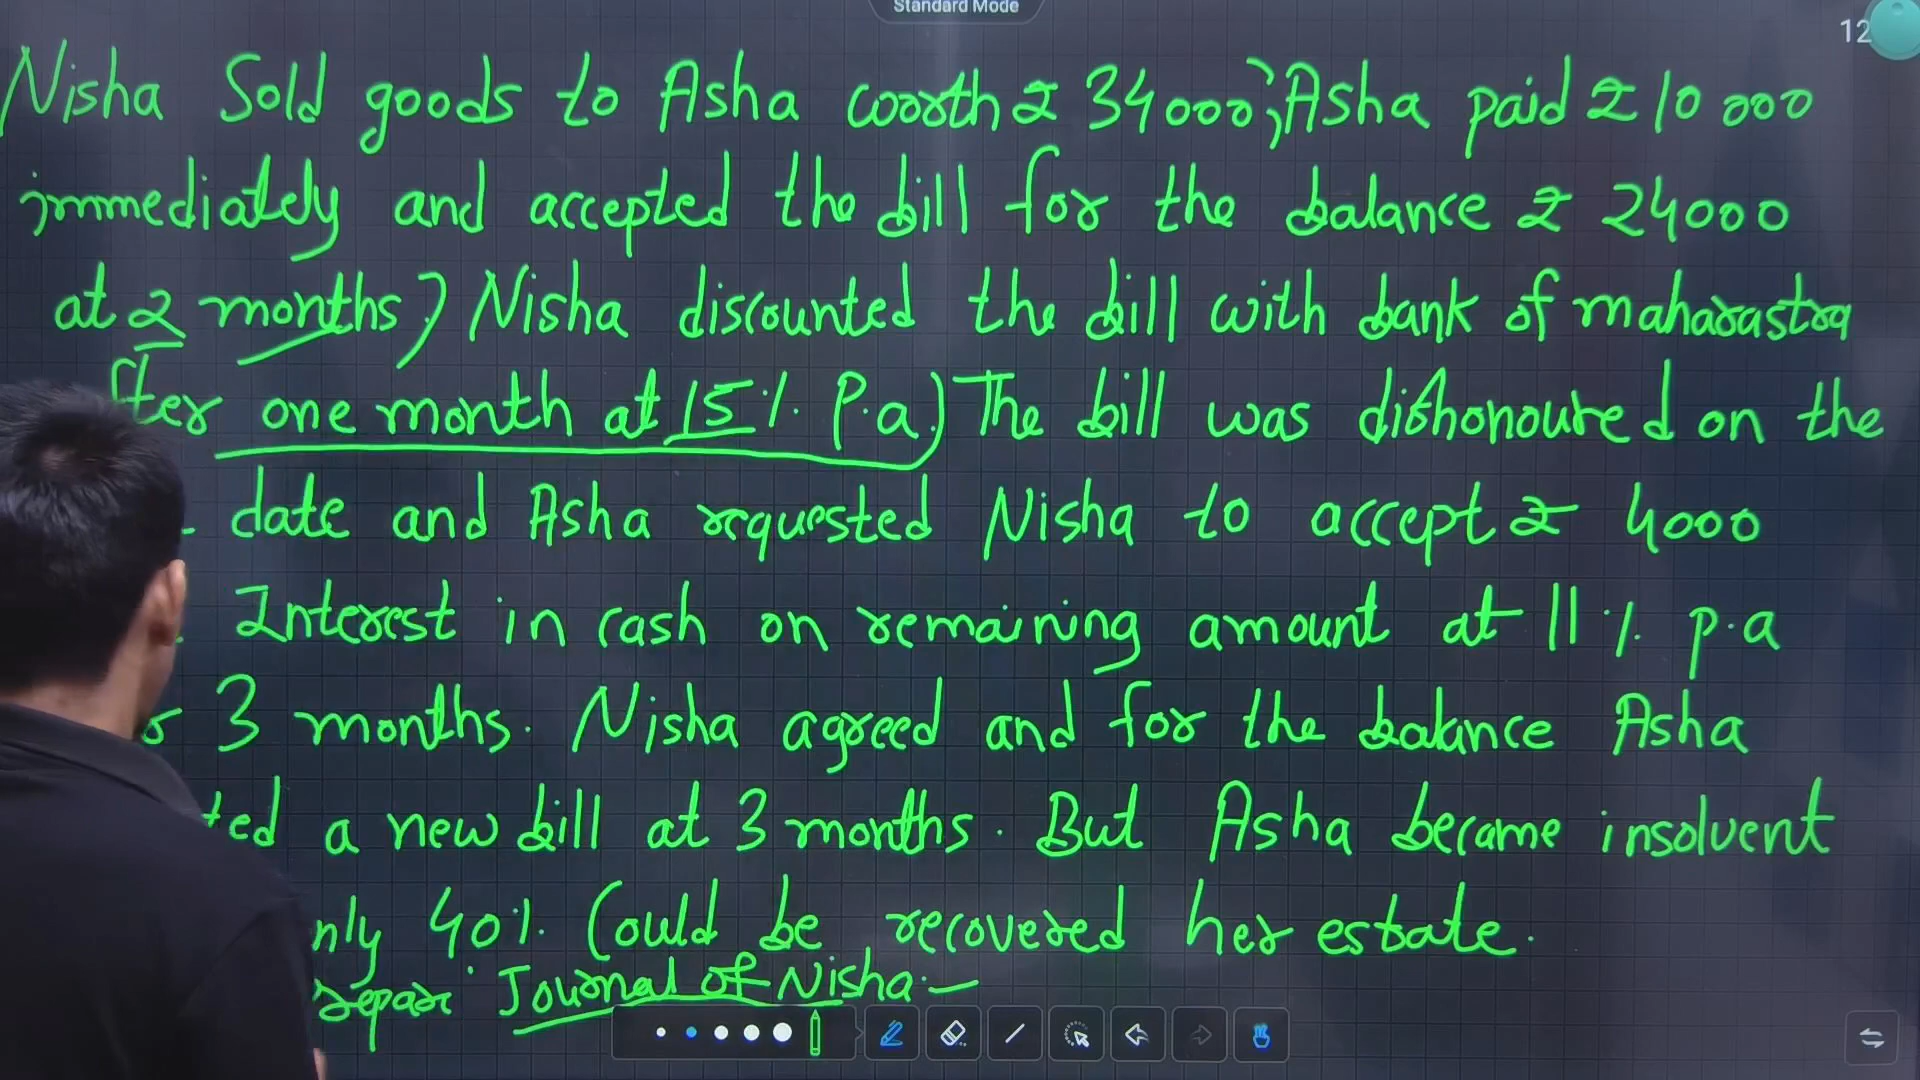 Standard Mode
12
Nisha Sold goods to Asha worth ₹ 34000; Asha paid ₹ 10 000
immediately and accepted the bill for the balance ₹ 24000
at 2 months) Nisha discounted the bill with bank of maharastra
fter one month at 15% P.a.) The bill was dishonoured on the
date and Asha requested Nisha to accept ₹ 4000
Interest in cash on remaining amount at 11% p.a
3 months. Nisha agreed and for the balance Asha
ted a new bill at 3 months. But Asha became insolvent
nly 40%. Could be recovered her estate.
repare Journal of Nisha:-